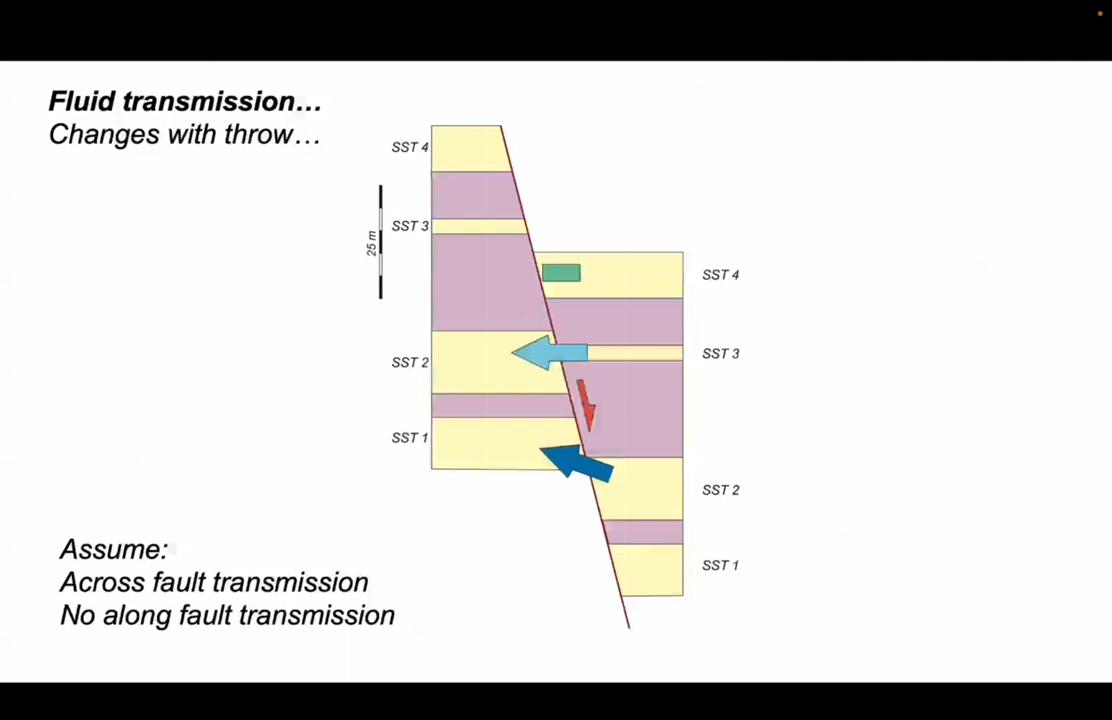 Fluid transmission...
Changes with throw...
SST 4
SST 3
25 m
SST 2
SST 1
SST 4
SST 3
SST 2
SST 1
Assume:
Across fault transmission
No along fault transmission